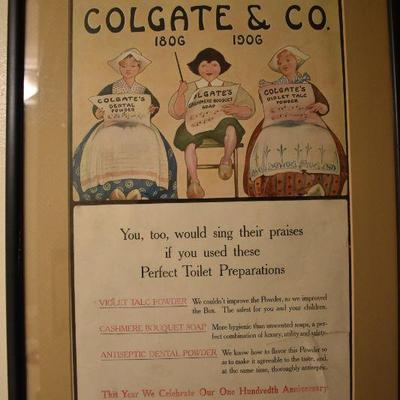 COLGATE & CO.
1806 1906
COLGATE'S
DENTAL
POWDER
LGATE'S
CASHMERE BOUQUET
SOAP
COLGATE'S
VIOLET TALC
POWDER
You, too, would sing their praises
if you used these
Perfect Toilet Preparations
VIOLET TALC POWDER We couldn't improve the Powder, so we improved
the Box. The safest for you and your children.
CASHMERE BOUQUET SOAP More hygienic than unscented soaps, a per-
fect combination of luxury, utility and safety.
ANTISEPTIC DENTAL POWDER We know how to flavor this Powder so
as to make it agreeable to the taste, and,
at the same time, thoroughly antiseptic.
This Year We Celebrate Our One Hundredth Anniversary